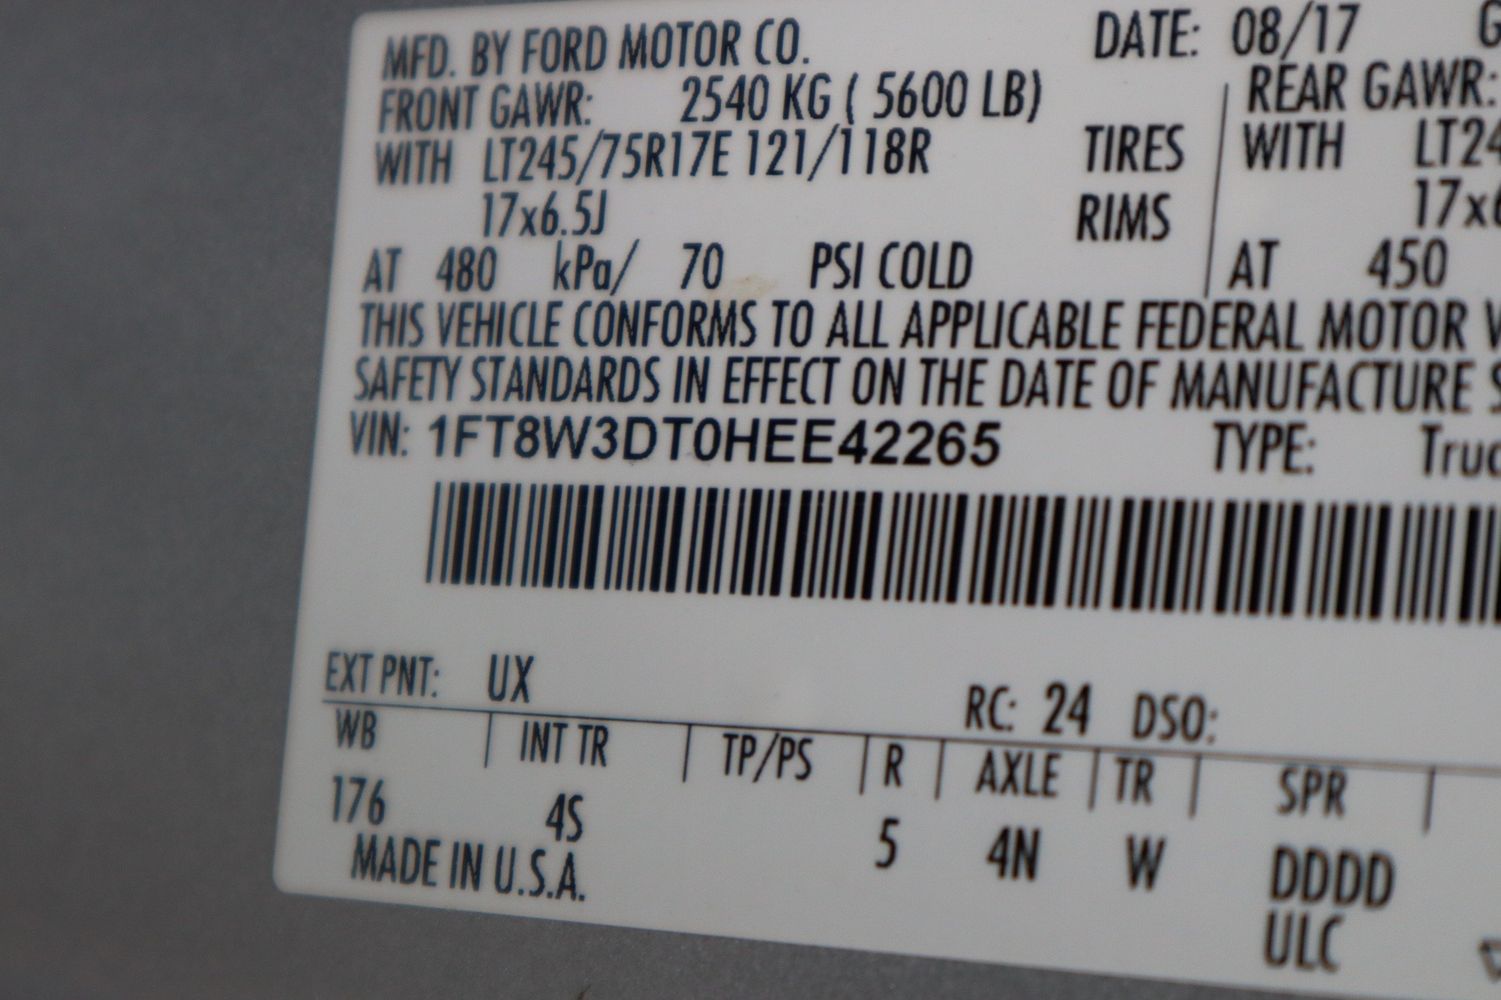 MFD. BY FORD MOTOR CO. DATE: 08/17 G
FRONT GAWR: 2540 KG ( 5600 LB) REAR GAWR:
WITH LT245/75R17E 121/118R TIRES WITH LT24
17x6.5J RIMS 17x6
AT 480 kPa/ 70 PSI COLD AT 450
THIS VEHICLE CONFORMS TO ALL APPLICABLE FEDERAL MOTOR V
SAFETY STANDARDS IN EFFECT ON THE DATE OF MANUFACTURE S
VIN: 1FT8W3DT0HEE42265 TYPE: Truc
EXT PNT: UX RC: 24 DSO:
WB INT TR TP/PS R AXLE TR SPR
176 4S 5 4N W DDDD
MADE IN U.S.A. ULC